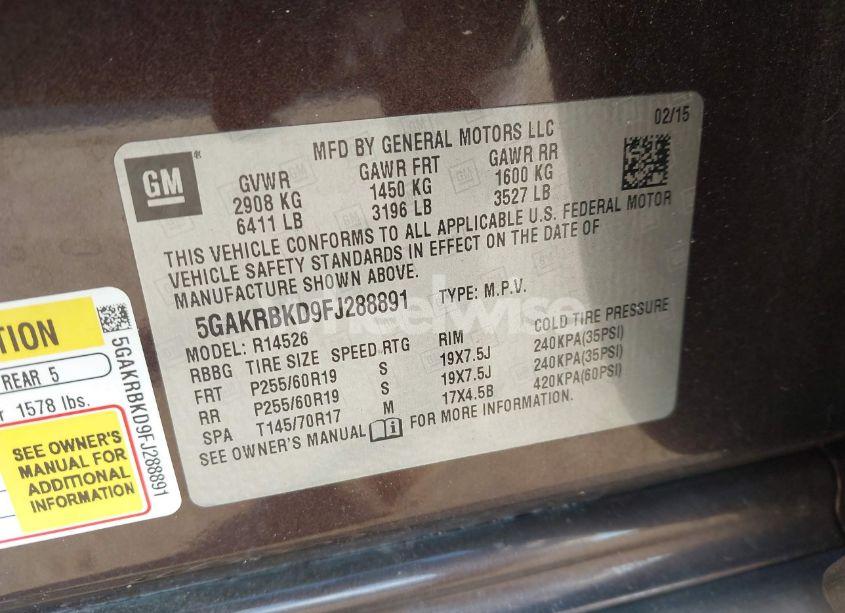 02/15
MFD BY GENERAL MOTORS LLC
GM®
GVWR GAWR FRT GAWR RR
2908 KG 1450 KG 1600 KG
6411 LB 3196 LB 3527 LB
THIS VEHICLE CONFORMS TO ALL APPLICABLE U.S. FEDERAL MOTOR
VEHICLE SAFETY STANDARDS IN EFFECT ON THE DATE OF
MANUFACTURE SHOWN ABOVE.
5GAKRBKD9FJ288891 TYPE: M.P.V.
MODEL: R14526
RBBG TIRE SIZE SPEED RTG RIM COLD TIRE PRESSURE
FRT P255/60R19 S 19X7.5J 240KPA(35PSI)
RR P255/60R19 S 19X7.5J 240KPA(35PSI)
SPA T145/70R17 M 17X4.5B 420KPA(60PSI)
SEE OWNER'S MANUAL FOR MORE INFORMATION.
wheelwise
REAR 5
1578 lbs.
SEE OWNER'S
MANUAL FOR
ADDITIONAL
INFORMATION
5GAKRBKD9FJ288891